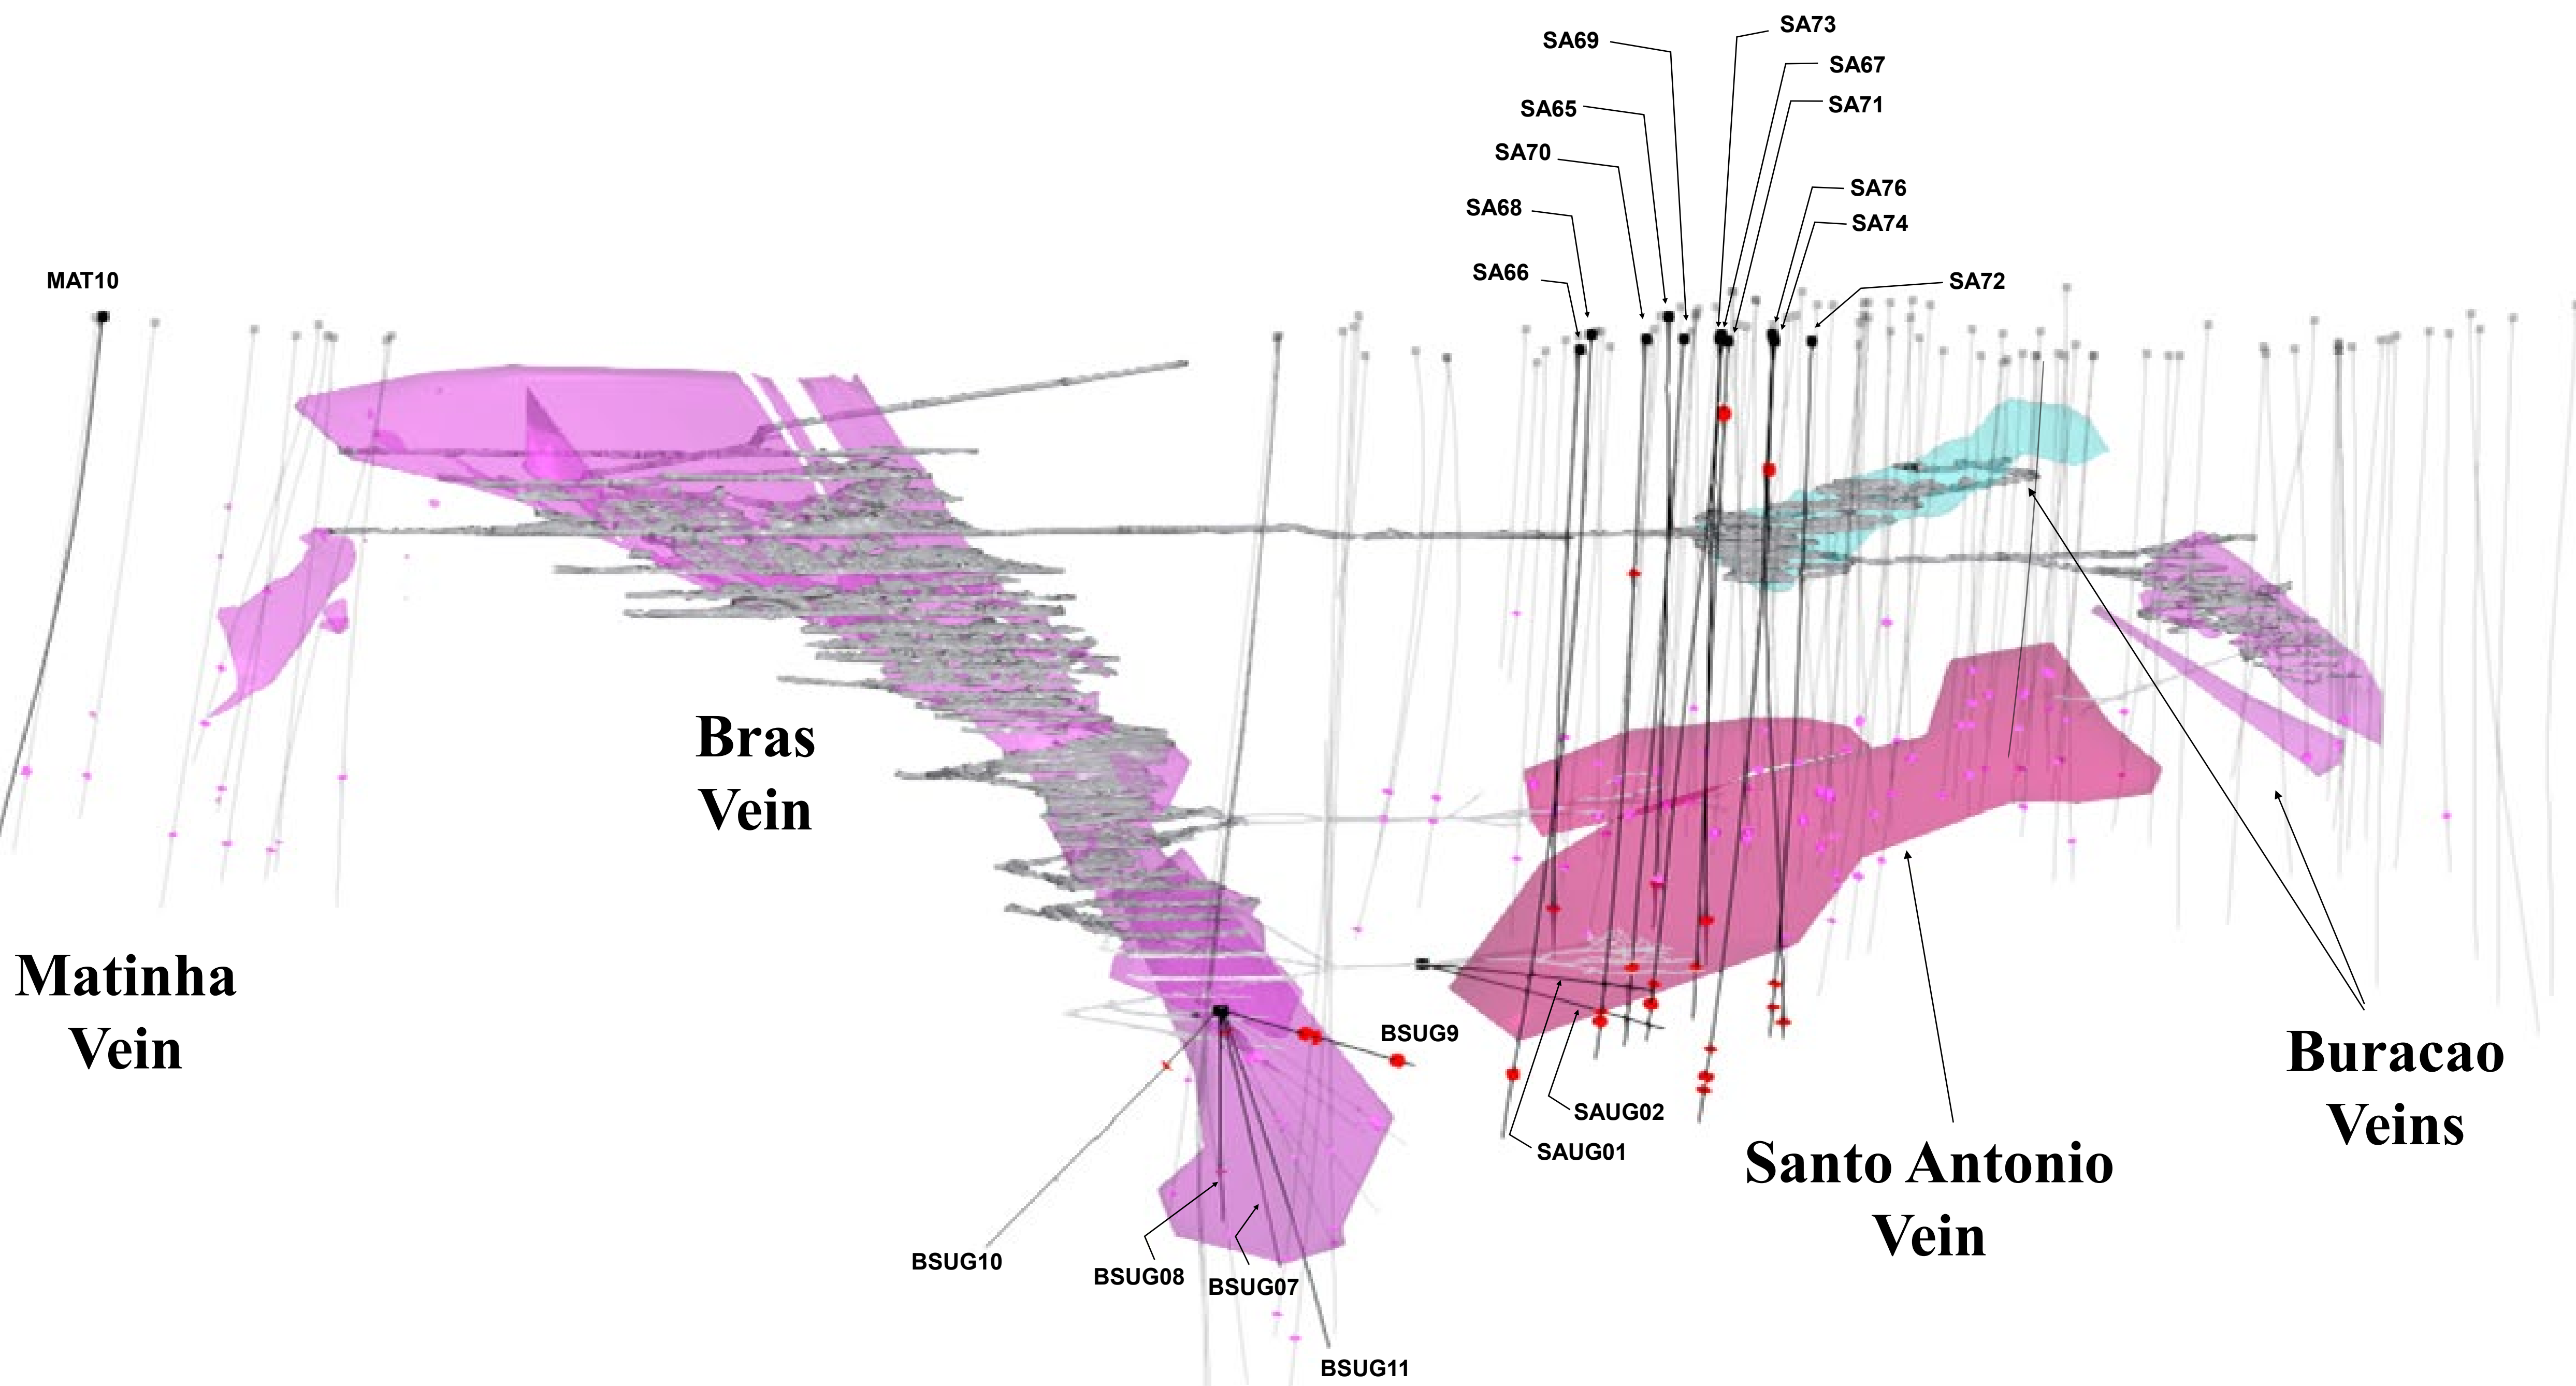 SA73
SA69
SA67
SA71
SA65
SA70
SA76
SA68
SA74
SA66
MAT10
SA72
Bras
Vein
Matinha
Vein
BSUG9
Buracao
Veins
SAUG02
SAUG01
Santo Antonio
Vein
BSUG10
BSUG08
BSUG07
BSUG11